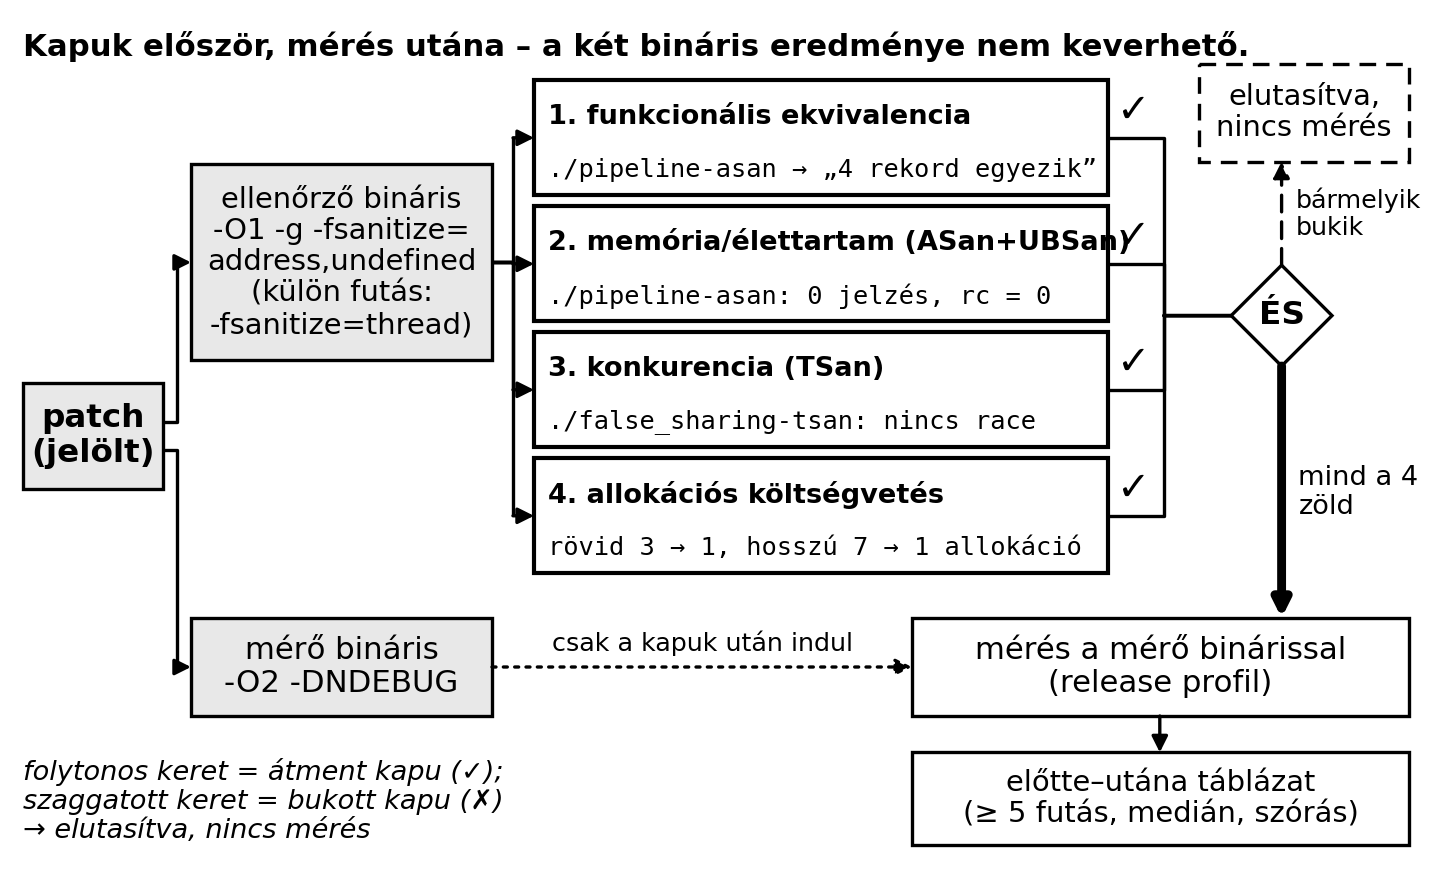 Kapuk először, mérés utána – a két bináris eredménye nem keverhető.
elutasítva,
nincs mérés
bármelyik
bukik
1. funkcionális ekvivalencia
✓
./pipeline-asan → „4 rekord egyezik”
ellenőrző bináris
-O1 -g -fsanitize=
address,undefined
(külön futás:
-fsanitize=thread)
2. memória/élettartam (ASan+UBSan)
✓
./pipeline-asan: 0 jelzés, rc = 0
ÉS
3. konkurencia (TSan)
✓
./false_sharing-tsan: nincs race
patch
(jelölt)
4. allokációs költségvetés
✓
rövid 3 → 1, hosszú 7 → 1 allokáció
mind a 4
zöld
mérő bináris
-O2 -DNDEBUG
csak a kapuk után indul
mérés a mérő binárissal
(release profil)
előtte–utána táblázat
(≥ 5 futás, medián, szórás)
folytonos keret = átment kapu (✓);
szaggatott keret = bukott kapu (✗)
→ elutasítva, nincs mérés